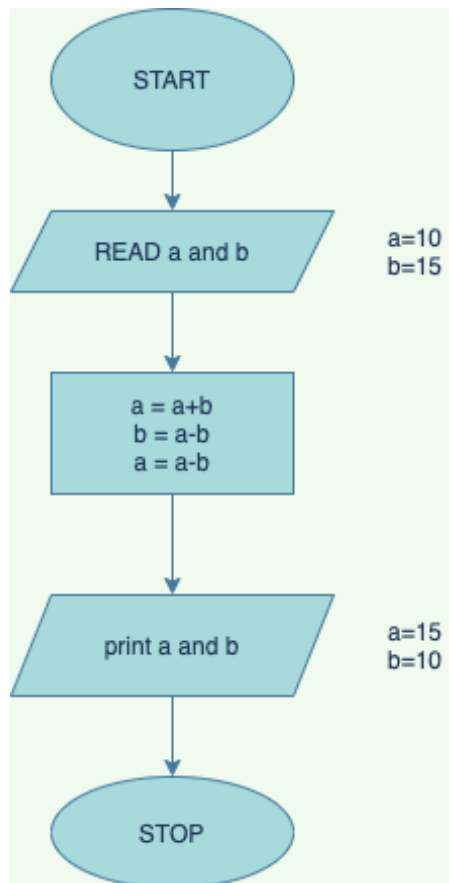 START
READ a and b
a=10
b=15
a = a+b
b = a-b
a = a-b
print a and b
a=15
b=10
STOP